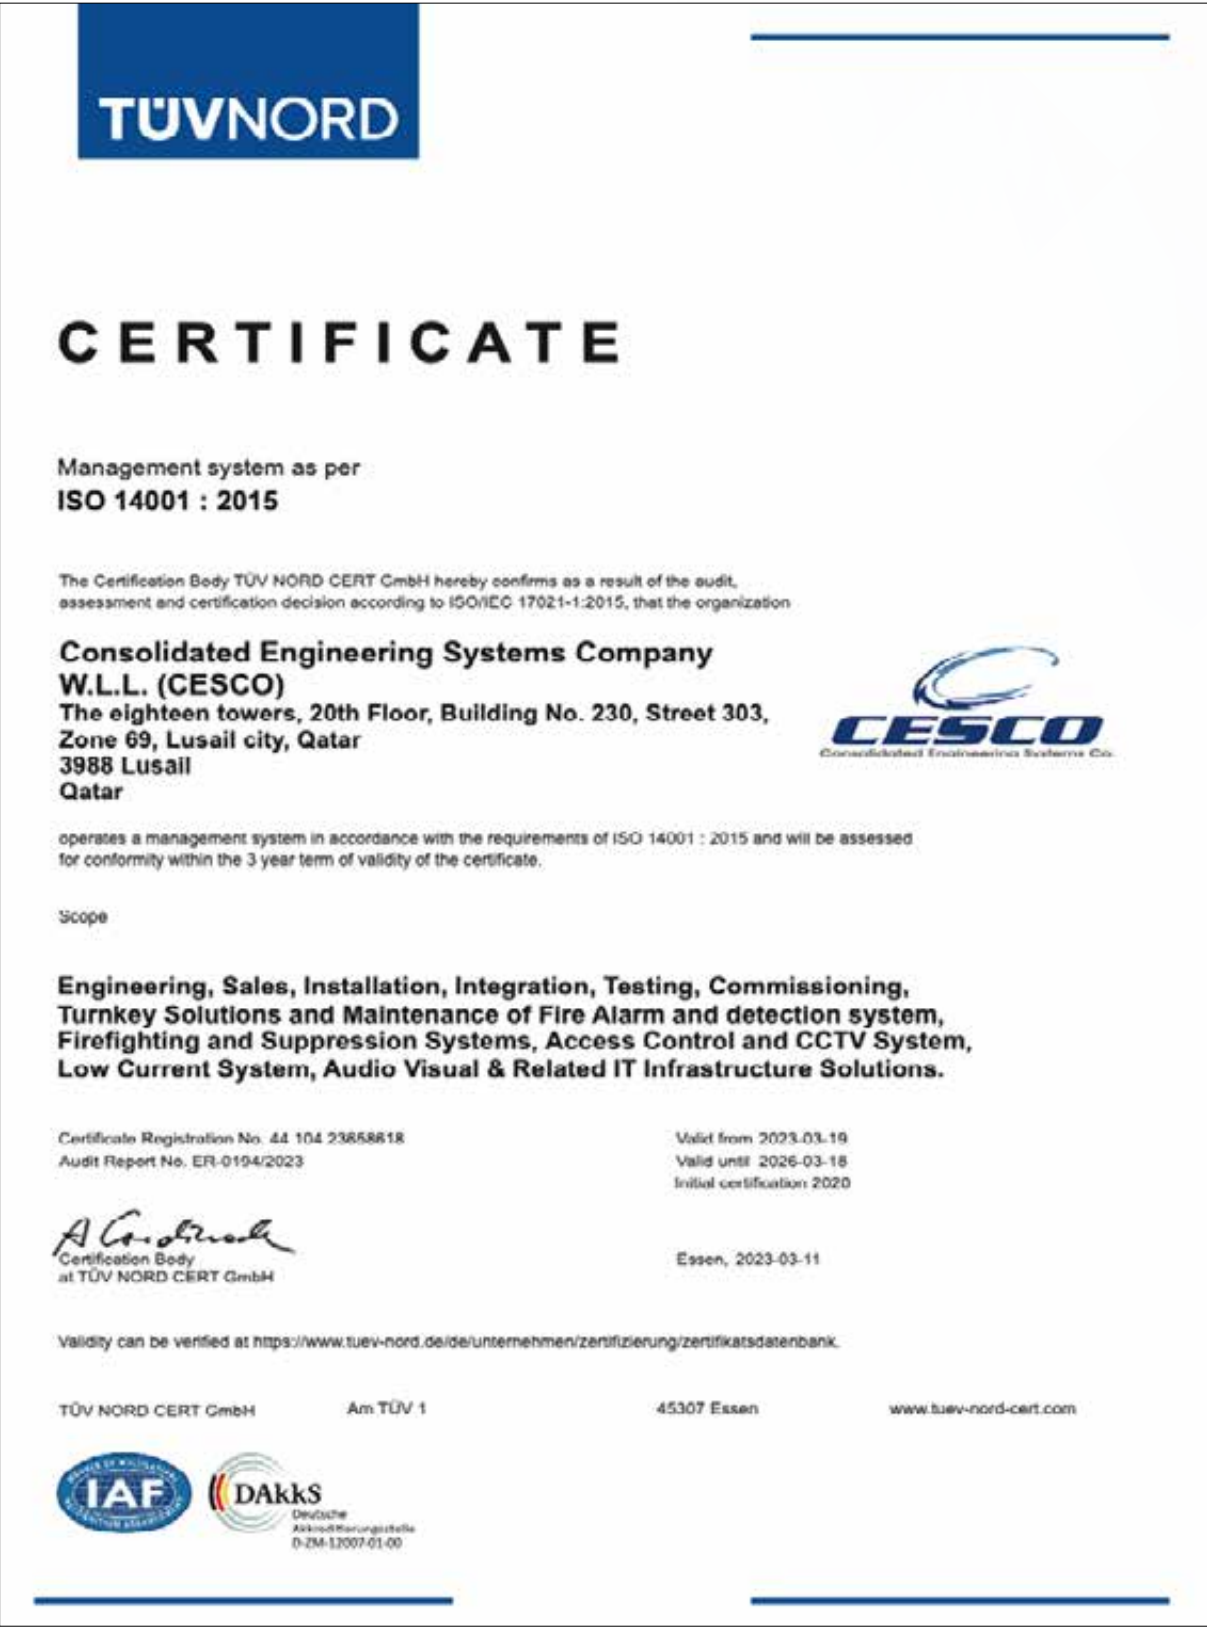 TÜVNORD
CERTIFICATE
Management system as per
ISO 14001 : 2015
The Certification Body TÜV NORD CERT GmbH hereby confirms as a result of the audit,
assessment and certification decision according to ISO/IEC 17021-1:2015, that the organization
Consolidated Engineering Systems Company
W.L.L. (CESCO)
The eighteen towers, 20th Floor, Building No. 230, Street 303,
Zone 69, Lusail city, Qatar
3988 Lusail
Qatar
CESCO
Consolidated Engineering Systems Co.
operates a management system in accordance with the requirements of ISO 14001 : 2015 and will be assessed
for conformity within the 3 year term of validity of the certificate.
Scope
Engineering, Sales, Installation, Integration, Testing, Commissioning,
Turnkey Solutions and Maintenance of Fire Alarm and detection system,
Firefighting and Suppression Systems, Access Control and CCTV System,
Low Current System, Audio Visual & Related IT Infrastructure Solutions.
Certificate Registration No. 44 104 23658618
Audit Report No. ER-0194/2023
Valid from 2023-03-19
Valid until 2026-03-18
Initial certification 2020
Certification Body
at TÜV NORD CERT GmbH
Essen, 2023-03-11
Validity can be verified at https://www.tuev-nord.de/de/unternehmen/zertifizierung/zertifikatsdatenbank.
TÜV NORD CERT GmbH Am TÜV 1 45307 Essen www.tuev-nord-cert.com
IAF
DAkkS
Deutsche
Akkreditierungsstelle
D-ZM-12007-01-00